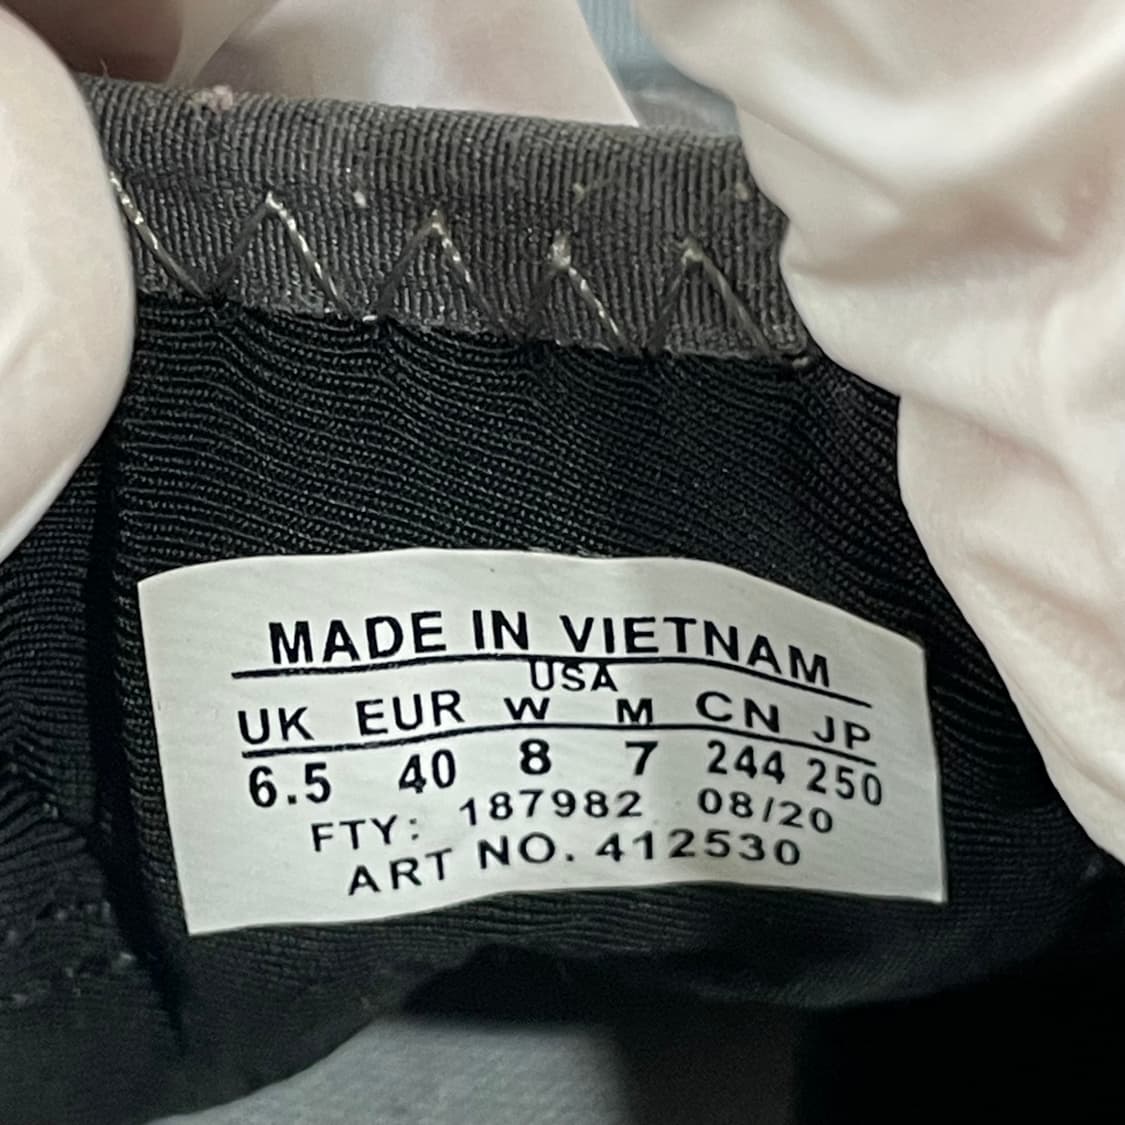 MADE IN VIETNAM
USA
UK EUR W M CN JP
6.5 40 8 7 244 250
FTY: 187982 08/20
ART NO. 412530